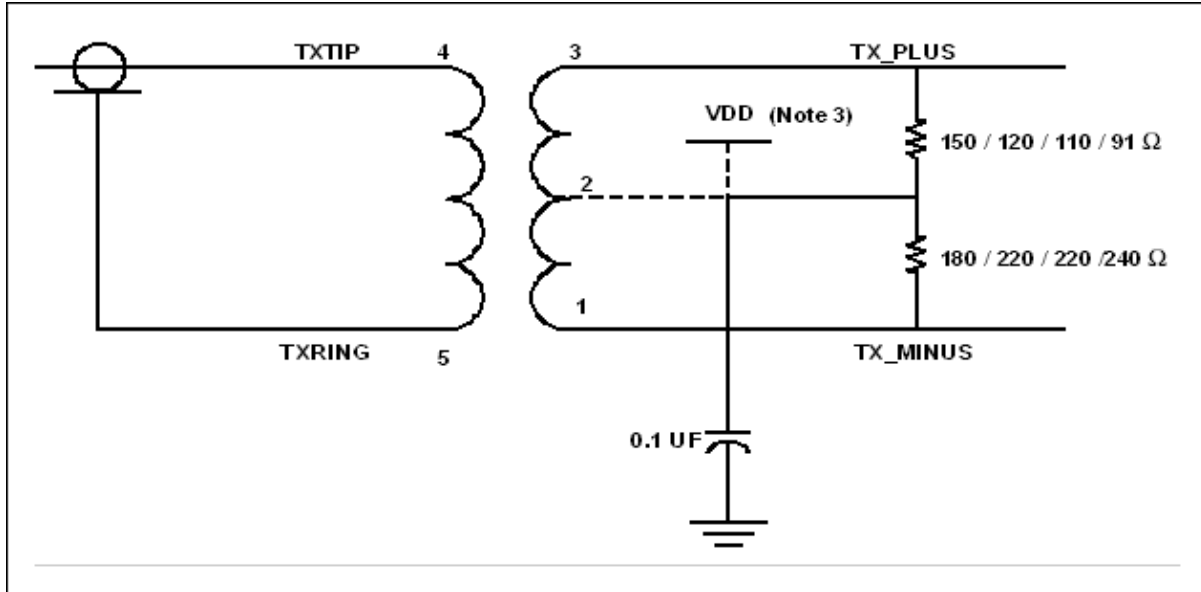 TXTIP 4 3 TX_PLUS
VDD (Note 3)
150 / 120 / 110 / 91 Ω
2
180 / 220 / 220 /240 Ω
1
TXRING 5 TX_MINUS
0.1 UF